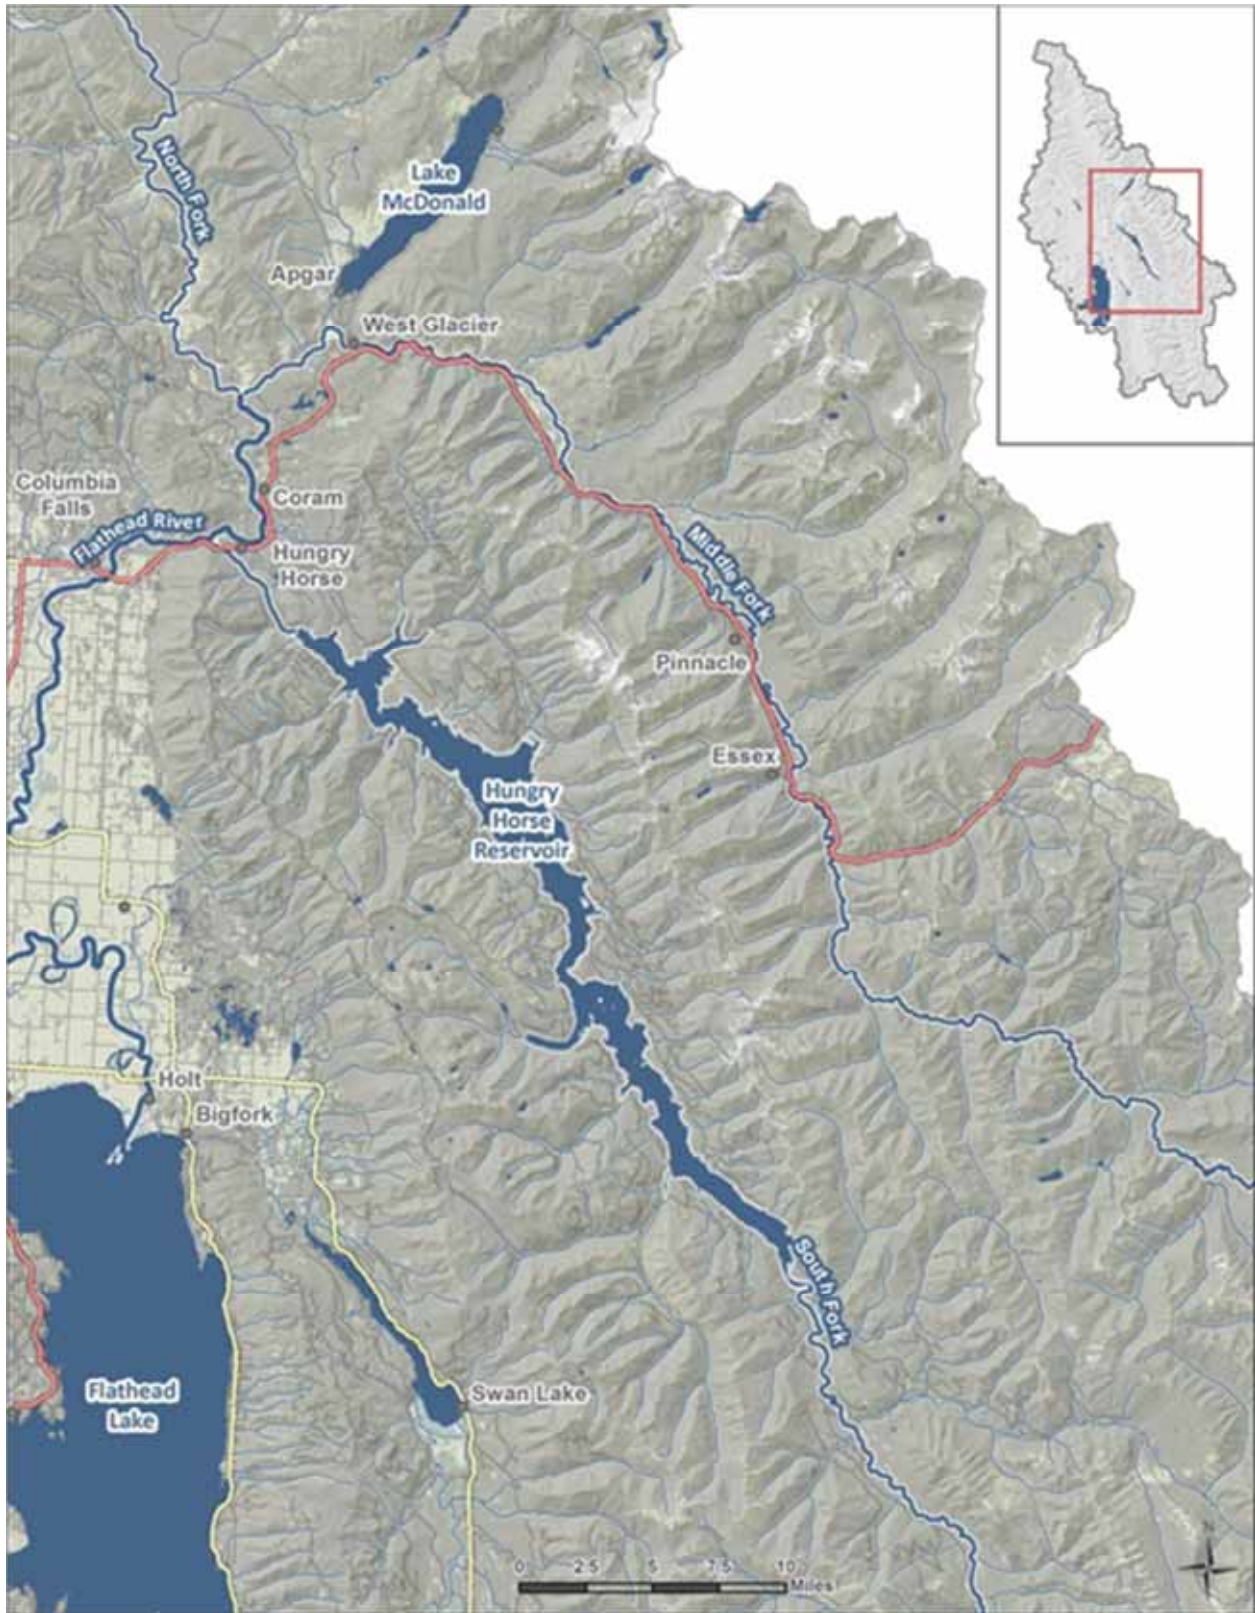 North Fork
Lake
McDonald
Apgar
West Glacier
Columbia
Falls
Coram
Flathead River
Hungry
Horse
Middle Fork
Pinnacle
Essex
Hungry
Horse
Reservoir
Holt
Bigfork
South Fork
Swan Lake
Flathead
Lake
0 2.5 5 7.5 10
Miles
N